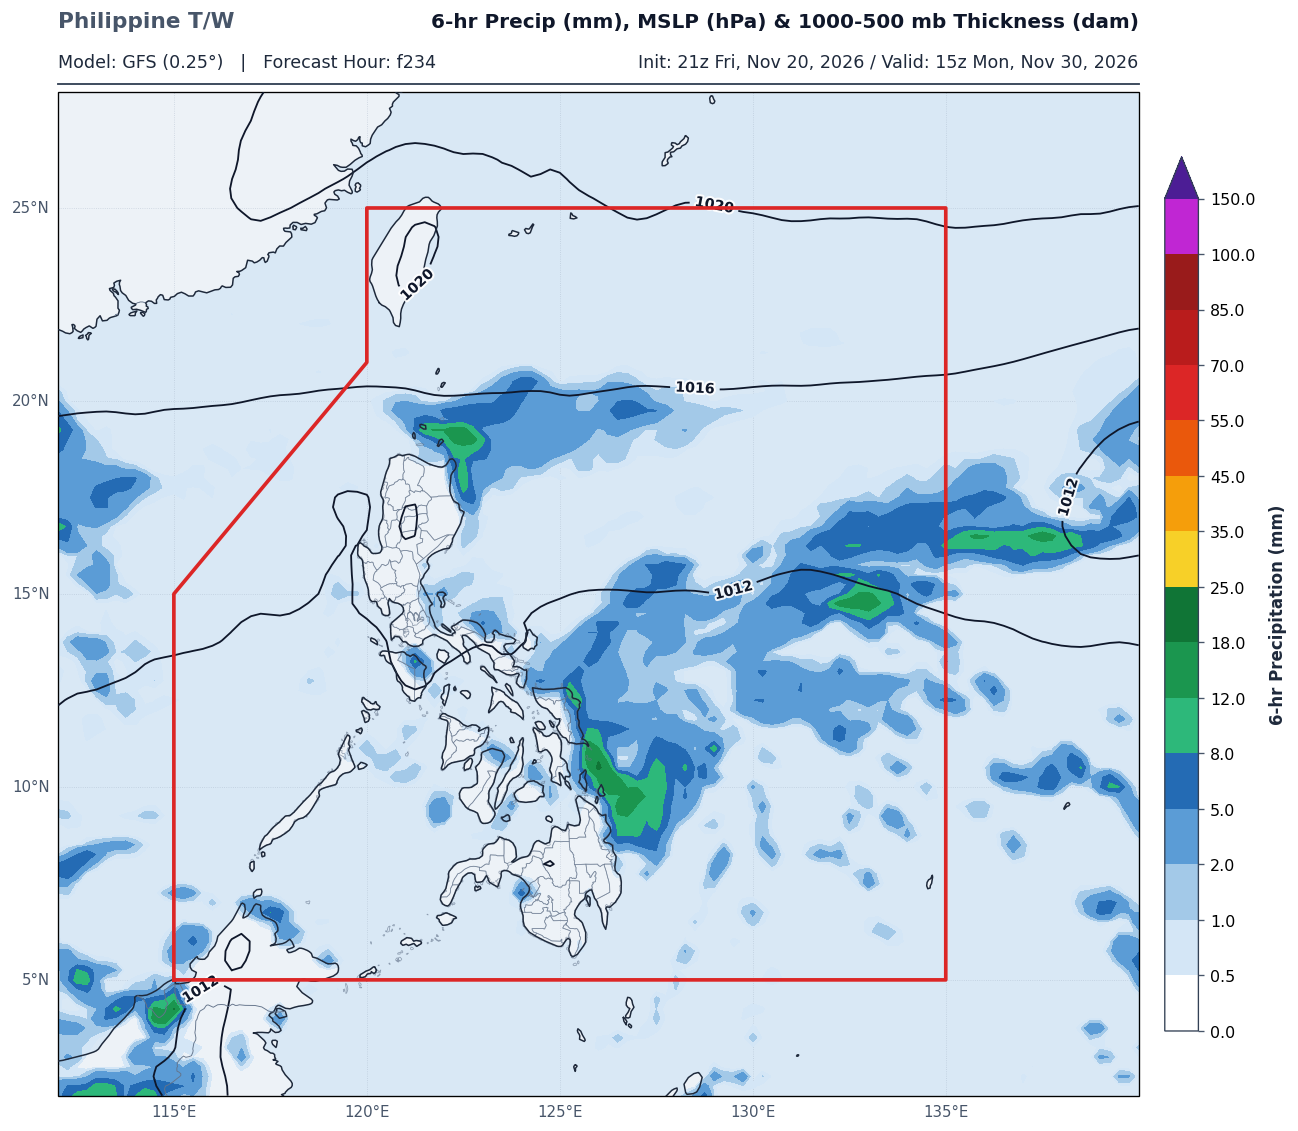 Philippine T/W
6-hr Precip (mm), MSLP (hPa) & 1000-500 mb Thickness (dam)
Model: GFS (0.25°) | Forecast Hour: f234
Init: 21z Fri, Nov 20, 2026 / Valid: 15z Mon, Nov 30, 2026
25°N
20°N
15°N
10°N
5°N
115°E
120°E
125°E
130°E
135°E
1020
1020
1016
1012
1012
1012
150.0
100.0
85.0
70.0
55.0
45.0
35.0
25.0
18.0
12.0
8.0
5.0
2.0
1.0
0.5
0.0
6-hr Precipitation (mm)